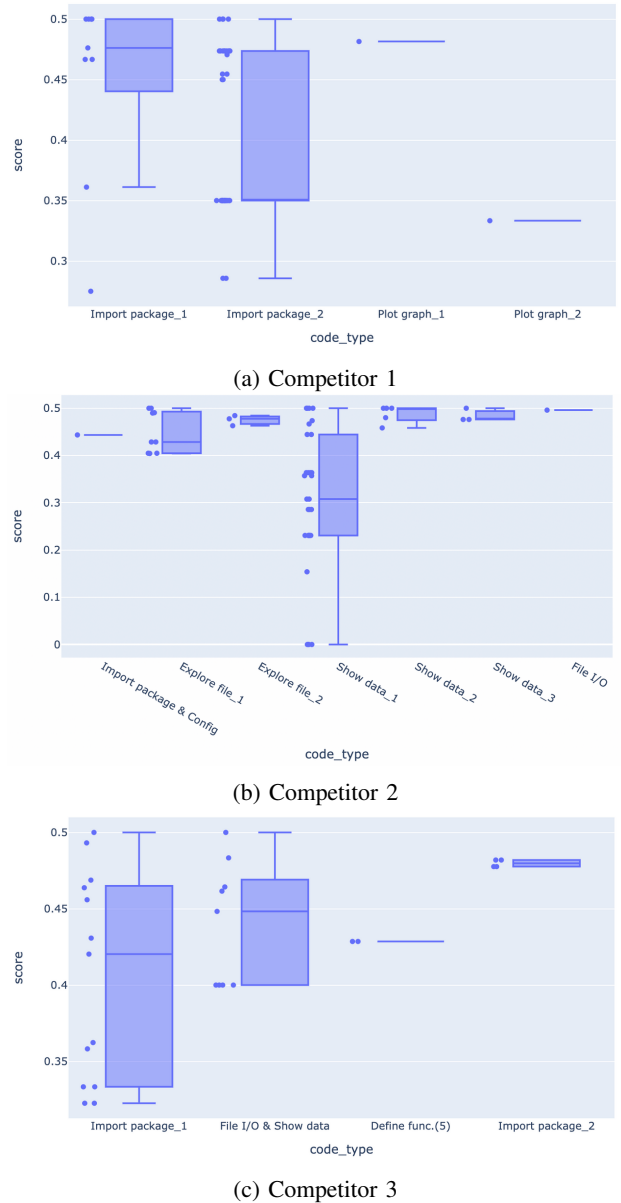 0.5
0.45
0.4
0.35
0.3
score
Import package_1 Import package_2 Plot graph_1 Plot graph_2
code_type
(a) Competitor 1
0.5
0.4
0.3
0.2
0.1
0
score
Import package & Config Explore file_1 Explore file_2 Show data_1 Show data_2 Show data_3 File I/O
code_type
(b) Competitor 2
0.5
0.45
0.4
0.35
score
Import package_1 File I/O & Show data Define func.(5) Import package_2
code_type
(c) Competitor 3